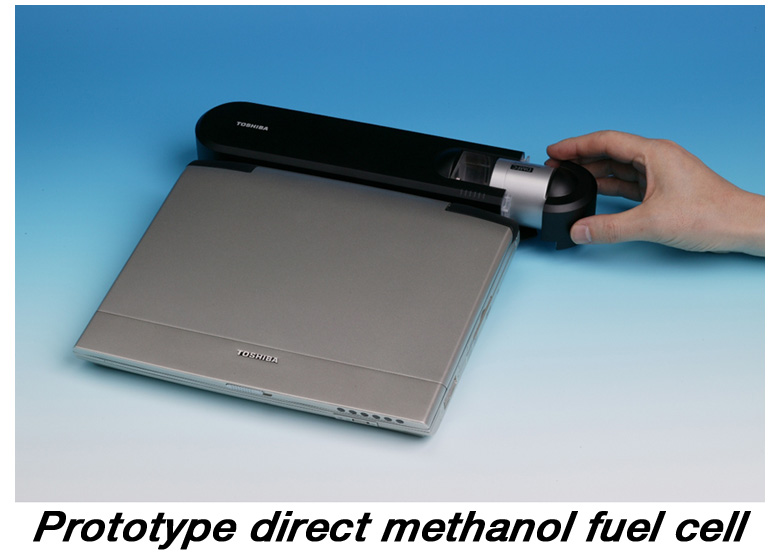 TOSHIBA
TOSHIBA
Prototype direct methanol fuel cell